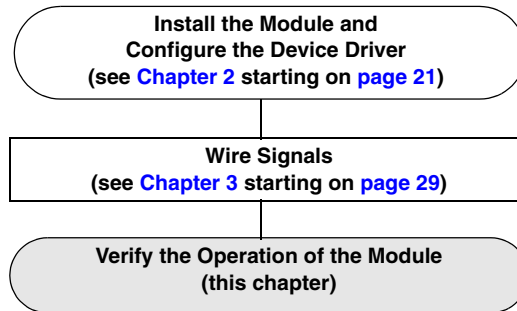 Install the Module and
Configure the Device Driver
(see Chapter 2 starting on page 21)
Wire Signals
(see Chapter 3 starting on page 29)
Verify the Operation of the Module
(this chapter)